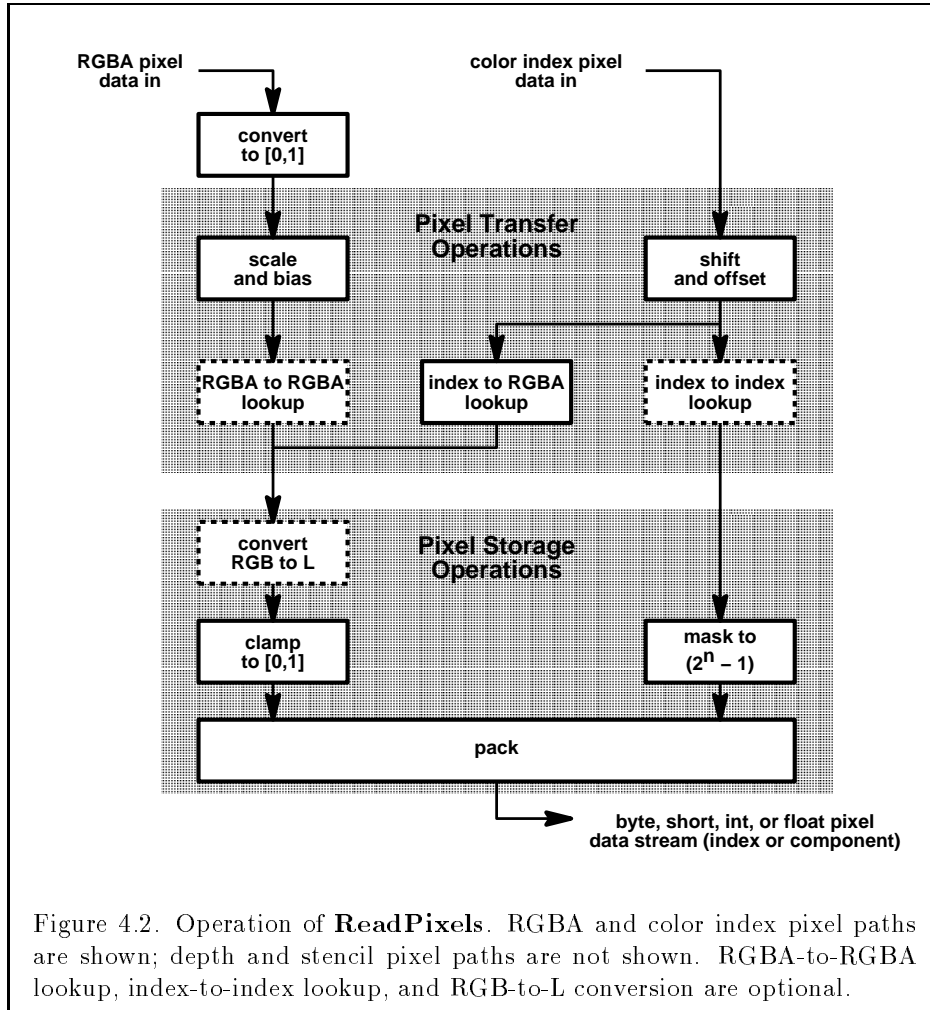 RGBA pixel
data in
color index pixel
data in
convert
to [0,1]
Pixel Transfer
Operations
scale
and bias
shift
and offset
RGBA to RGBA
lookup
index to RGBA
lookup
index to index
lookup
convert
RGB to L
Pixel Storage
Operations
clamp
to [0,1]
mask to
(2ⁿ – 1)
pack
byte, short, int, or float pixel
data stream (index or component)
Figure 4.2. Operation of ReadPixels. RGBA and color index pixel paths
are shown; depth and stencil pixel paths are not shown. RGBA-to-RGBA
lookup, index-to-index lookup, and RGB-to-L conversion are optional.